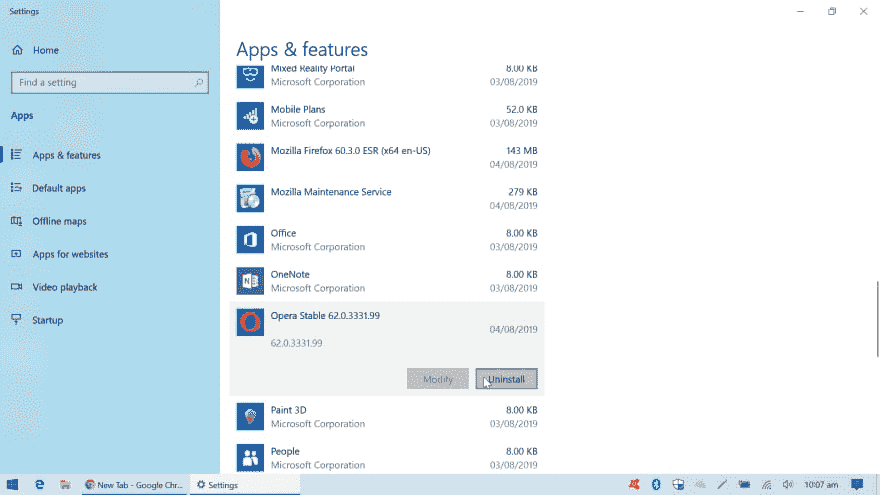 Settings
Home
Find a setting
Apps
Apps & features
Default apps
Offline maps
Apps for websites
Video playback
Startup
Apps & features
Mixed Reality Portal 8.00 KB
Microsoft Corporation 03/08/2019
Mobile Plans 52.0 KB
Microsoft Corporation 03/08/2019
Mozilla Firefox 60.3.0 ESR (x64 en-US) 143 MB
04/08/2019
Mozilla Maintenance Service 279 KB
04/08/2019
Office 8.00 KB
Microsoft Corporation 03/08/2019
OneNote 8.00 KB
Microsoft Corporation 03/08/2019
Opera Stable 62.0.3331.99
04/08/2019
62.0.3331.99
Modify Uninstall
Paint 3D 8.00 KB
Microsoft Corporation 03/08/2019
People 8.00 KB
Microsoft Corporation 03/08/2019
New Tab - Google Chr... Settings 10:07 am